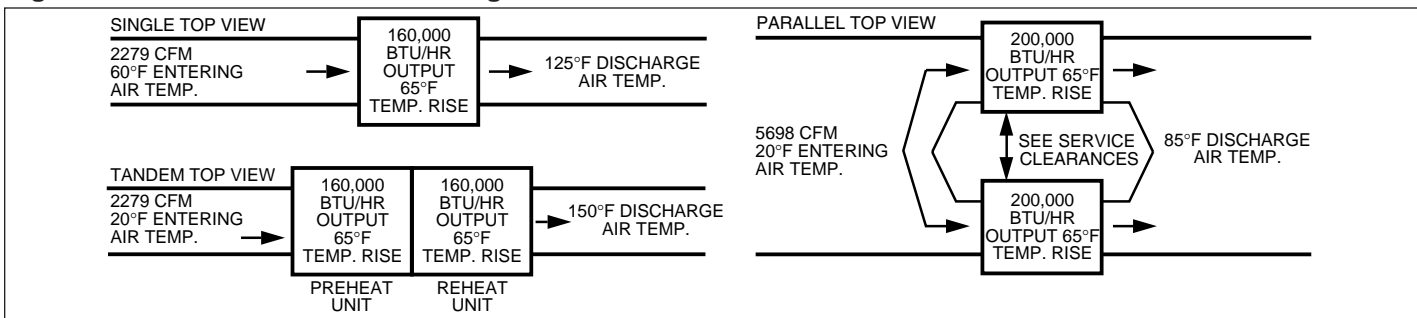 SINGLE TOP VIEW
2279 CFM
60°F ENTERING
AIR TEMP.
160,000
BTU/HR
OUTPUT
65°F
TEMP. RISE
125°F DISCHARGE
AIR TEMP.
TANDEM TOP VIEW
2279 CFM
20°F ENTERING
AIR TEMP.
160,000
BTU/HR
OUTPUT
65°F
TEMP. RISE
160,000
BTU/HR
OUTPUT
65°F
TEMP. RISE
150°F DISCHARGE
AIR TEMP.
PREHEAT
UNIT
REHEAT
UNIT
PARALLEL TOP VIEW
200,000
BTU/HR
OUTPUT 65°F
TEMP. RISE
5698 CFM
20°F ENTERING
AIR TEMP.
SEE SERVICE
CLEARANCES
85°F DISCHARGE
AIR TEMP.
200,000
BTU/HR
OUTPUT 65°F
TEMP. RISE